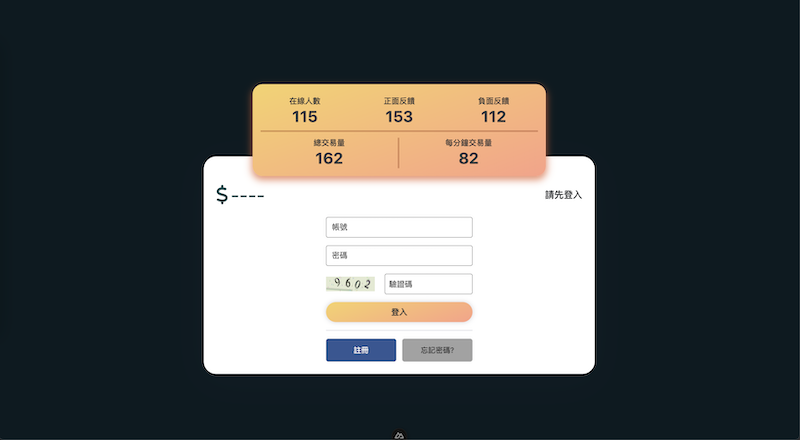 在線人數 正面反饋 負面反饋
115 153 112
總交易量 每分鐘交易量
162 82
$---- 請先登入
帳號
密碼
9602 驗證碼
登入
註冊 忘記密碼?